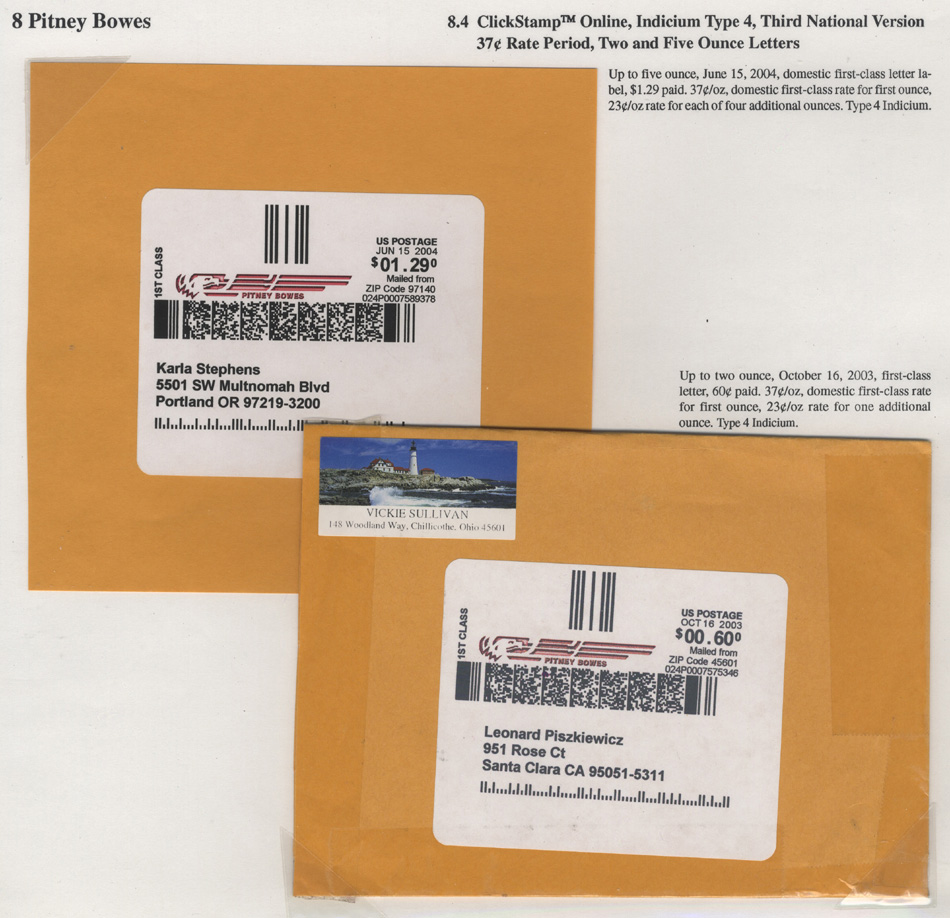 8 Pitney Bowes
8.4 ClickStamp™ Online, Indicium Type 4, Third National Version
37¢ Rate Period, Two and Five Ounce Letters
Up to five ounce, June 15, 2004, domestic first-class letter la-
bel, $1.29 paid. 37¢/oz, domestic first-class rate for first ounce,
23¢/oz rate for each of four additional ounces. Type 4 Indicium.
1ST CLASS
US POSTAGE
JUN 15 2004
$01.29⁰
Mailed from
ZIP Code 97140
024P0007589378
PITNEY BOWES
Karla Stephens
5501 SW Multnomah Blvd
Portland OR 97219-3200
Up to two ounce, October 16, 2003, first-class
letter, 60¢ paid. 37¢/oz, domestic first-class rate
for first ounce, 23¢/oz rate for one additional
ounce. Type 4 Indicium.
VICKIE SULLIVAN
148 Woodland Way, Chillicothe, Ohio 45601
1ST CLASS
US POSTAGE
OCT 16 2003
$00.60⁰
Mailed from
ZIP Code 45601
024P0007575346
PITNEY BOWES
Leonard Piszkiewicz
951 Rose Ct
Santa Clara CA 95051-5311